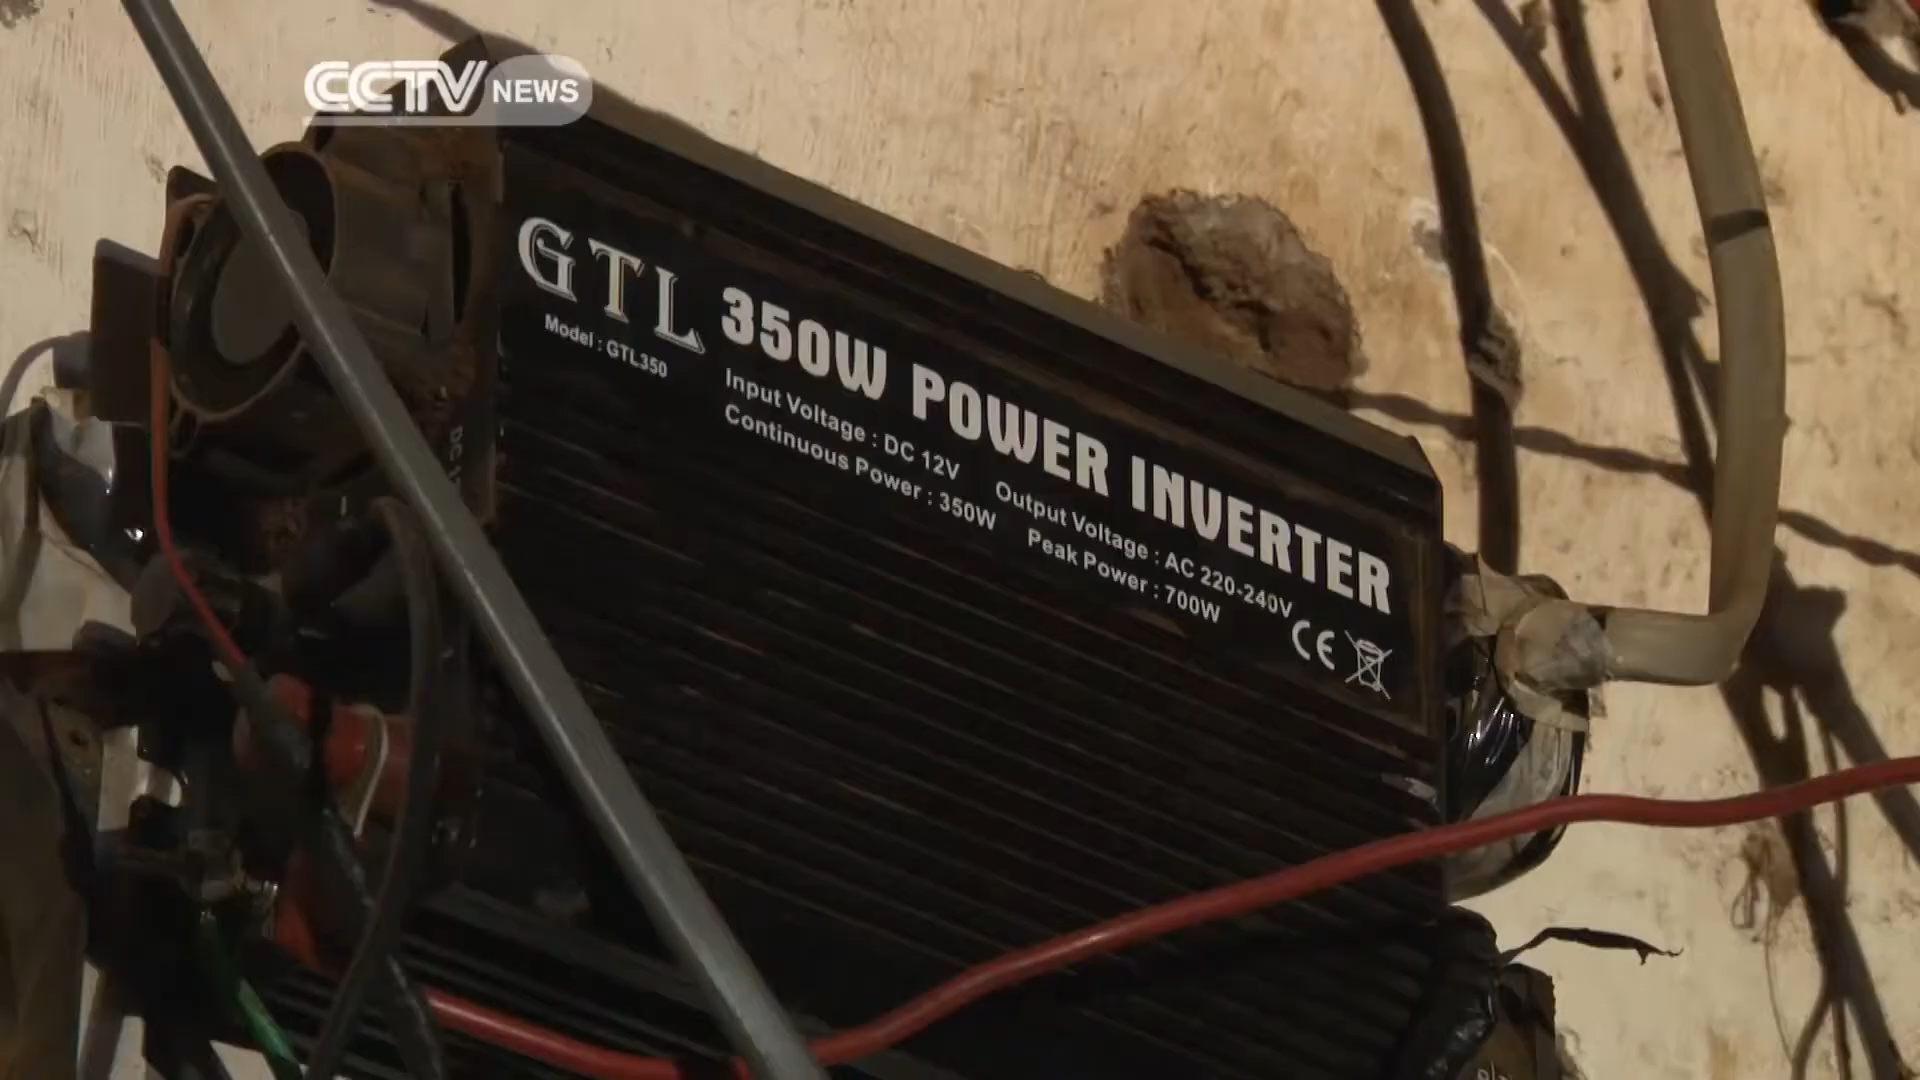 CCTV NEWS
GTL 350W POWER INVERTER
Model : GTL350
Input Voltage : DC 12V Output Voltage : AC 220-240V
Continuous Power : 350W Peak Power : 700W
CE
DC